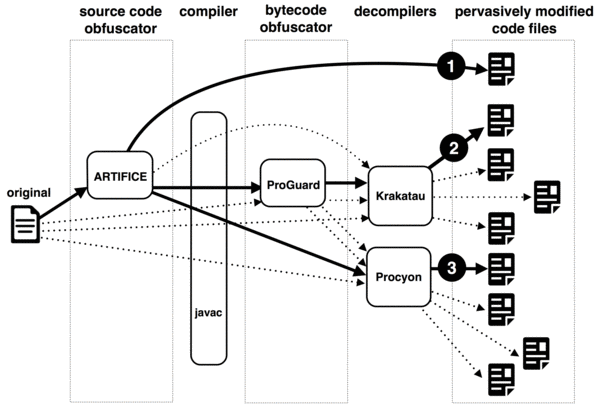 source code
obfuscator
compiler
bytecode
obfuscator
decompilers
pervasively modified
code files
1
2
ARTIFICE
ProGuard
Krakatau
original
3
Procyon
javac